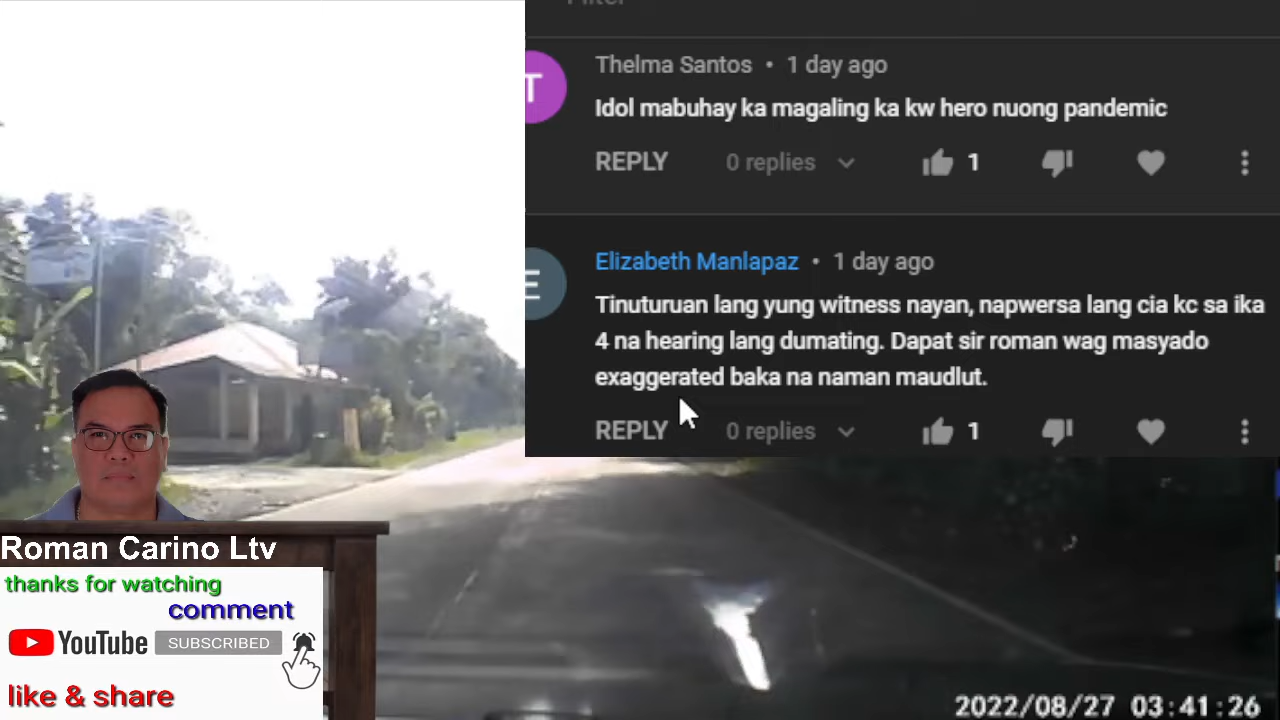 Thelma Santos • 1 day ago
Idol mabuhay ka magaling ka kw hero nuong pandemic
REPLY 0 replies 1
Elizabeth Manlapaz • 1 day ago
Tinuturuan lang yung witness nayan, napwersa lang cia kc sa ika
4 na hearing lang dumating. Dapat sir roman wag masyado
exaggerated baka na naman maudlut.
REPLY 0 replies 1
T
E
Roman Carino Ltv
thanks for watching
comment
YouTube SUBSCRIBED
like & share
2022/08/27 03:41:26